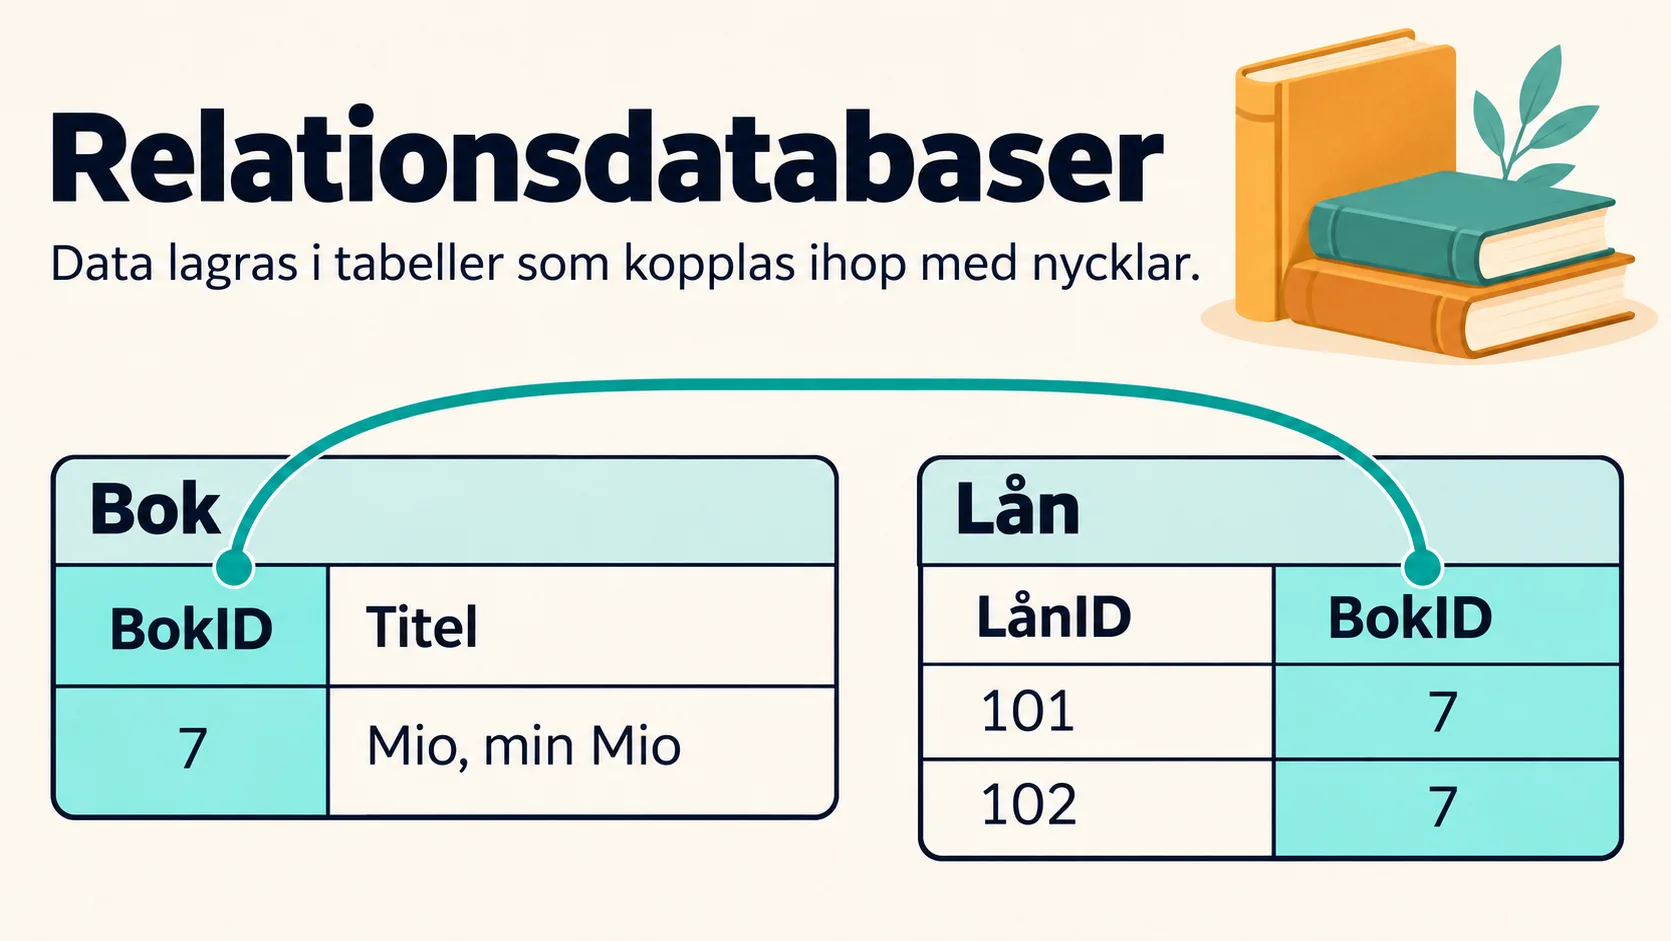 Relationsdatabaser
Data lagras i tabeller som kopplas ihop med nycklar.
Bok
BokID Titel
7 Mio, min Mio
Lån
LånID BokID
101 7
102 7